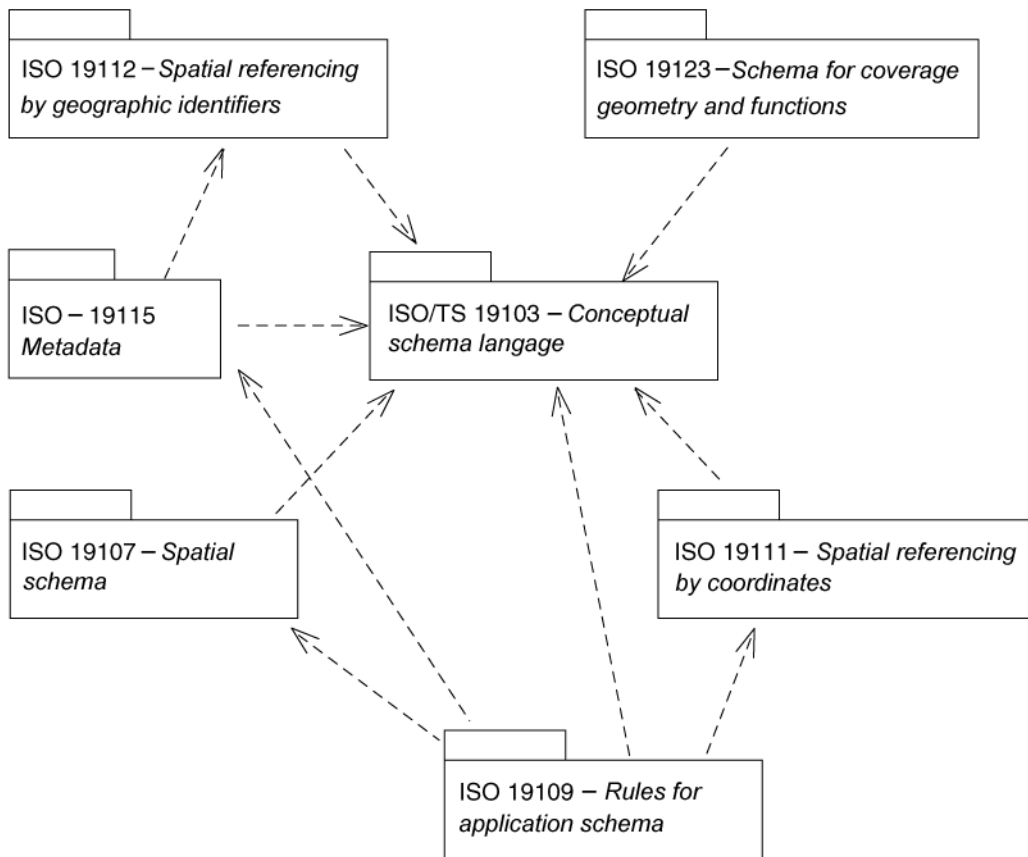 ISO 19112 – Spatial referencing
by geographic identifiers
ISO 19123 – Schema for coverage
geometry and functions
ISO – 19115
Metadata
ISO/TS 19103 – Conceptual
schema langage
ISO 19107 – Spatial
schema
ISO 19111 – Spatial referencing
by coordinates
ISO 19109 – Rules for
application schema